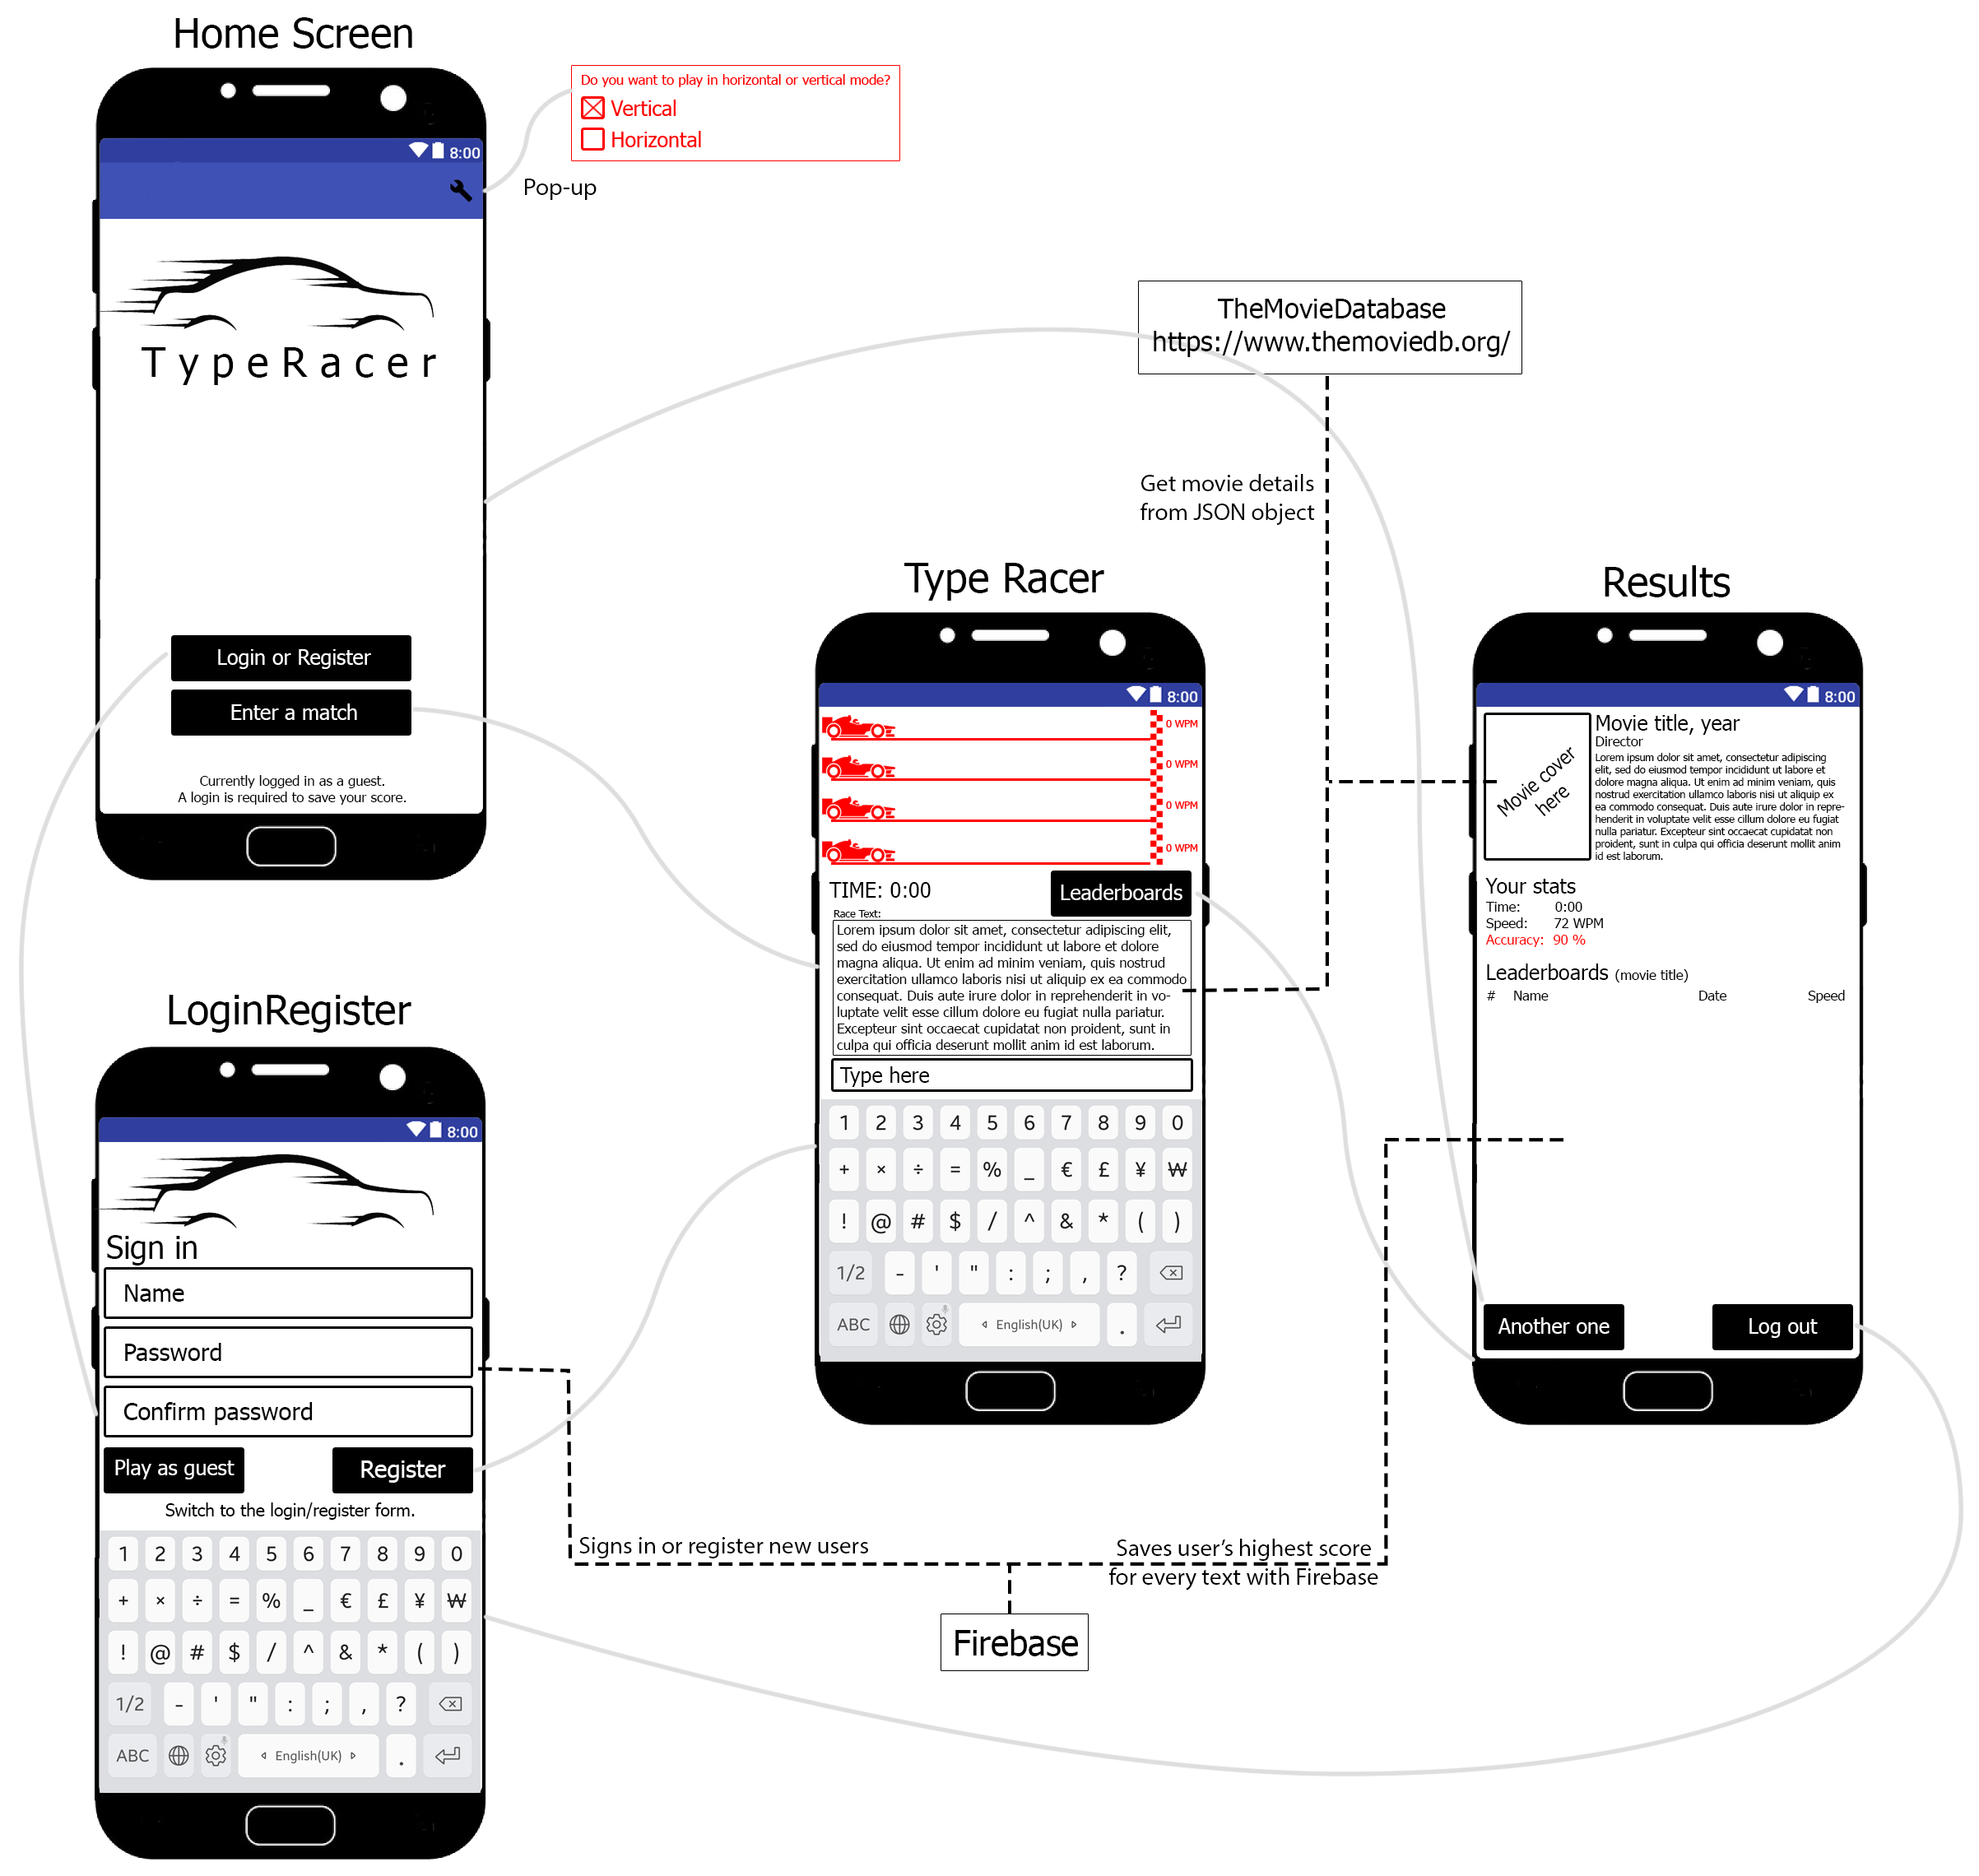 Home Screen
8:00
Do you want to play in horizontal or vertical mode?
Vertical
Horizontal
Pop-up
TypeRacer
Login or Register
Enter a match
Currently logged in as a guest.
A login is required to save your score.
TheMovieDatabase
https://www.themoviedb.org/
Get movie details
from JSON object
Type Racer
8:00
0 WPM
0 WPM
0 WPM
0 WPM
TIME: 0:00
Leaderboards
Race Text:
Lorem ipsum dolor sit amet, consectetur adipiscing elit,
sed do eiusmod tempor incididunt ut labore et dolore
magna aliqua. Ut enim ad minim veniam, quis nostrud
exercitation ullamco laboris nisi ut aliquip ex ea commodo
consequat. Duis aute irure dolor in reprehenderit in vo-
luptate velit esse cillum dolore eu fugiat nulla pariatur.
Excepteur sint occaecat cupidatat non proident, sunt in
culpa qui officia deserunt mollit anim id est laborum.
Type here
1 2 3 4 5 6 7 8 9 0
+ × ÷ = % _ € £ ¥ ₩
! @ # $ / ^ & * ( )
1/2 - ' " : ; , ?
ABC English(UK) .
Results
8:00
Movie cover
here
Movie title, year
Director
Lorem ipsum dolor sit amet, consectetur adipiscing
elit, sed do eiusmod tempor incididunt ut labore et
dolore magna aliqua. Ut enim ad minim veniam, quis
nostrud exercitation ullamco laboris nisi ut aliquip ex
ea commodo consequat. Duis aute irure dolor in repre-
henderit in voluptate velit esse cillum dolore eu fugiat
nulla pariatur. Excepteur sint occaecat cupidatat non
proident, sunt in culpa qui officia deserunt mollit anim
id est laborum.
Your stats
Time: 0:00
Speed: 72 WPM
Accuracy: 90 %
Leaderboards (movie title)
# Name Date Speed
Another one
Log out
LoginRegister
8:00
Sign in
Name
Password
Confirm password
Play as guest
Register
Switch to the login/register form.
1 2 3 4 5 6 7 8 9 0
+ × ÷ = % _ € £ ¥ ₩
! @ # $ / ^ & * ( )
1/2 - ' " : ; , ?
ABC English(UK) .
Signs in or register new users
Saves user's highest score
for every text with Firebase
Firebase